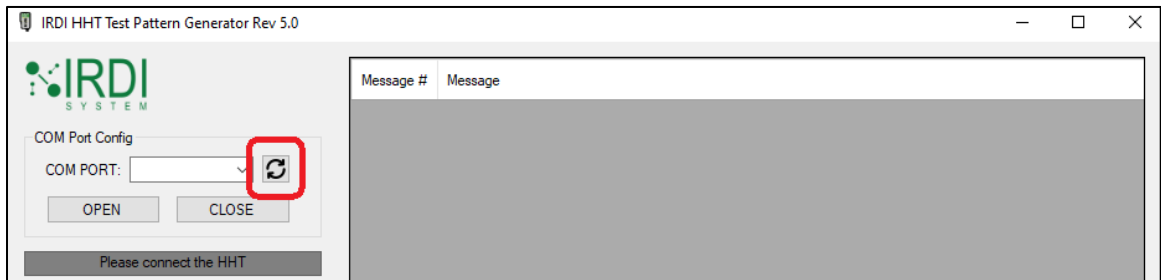 IRDI HHT Test Pattern Generator Rev 5.0
IRDI
SYSTEM
Message # Message
COM Port Config
COM PORT:
OPEN CLOSE
Please connect the HHT